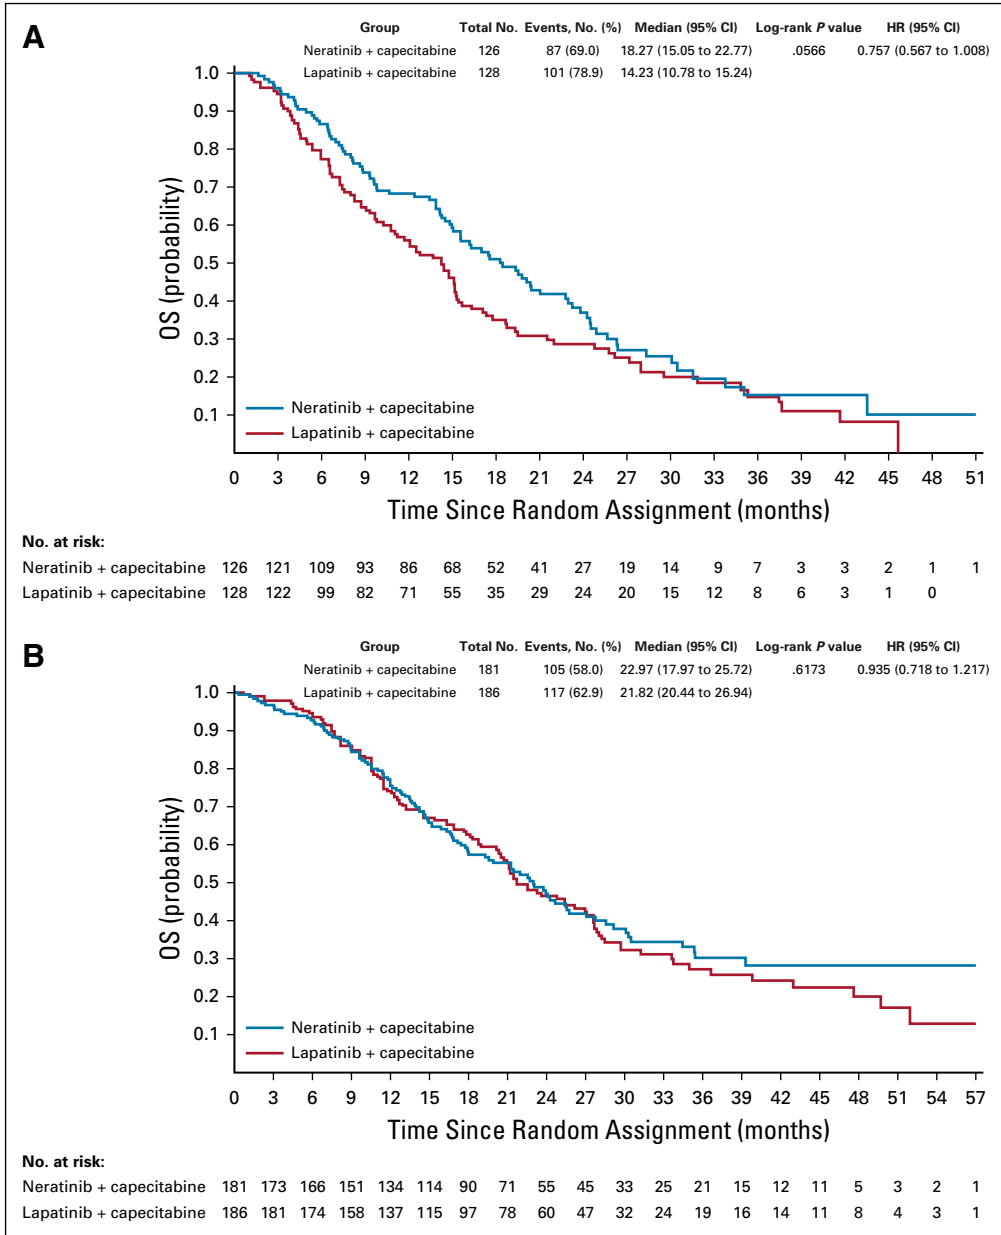 A
Group Total No. Events, No. (%) Median (95% CI) Log-rank P value HR (95% CI)
Neratinib + capecitabine 126 87 (69.0) 18.27 (15.05 to 22.77) .0566 0.757 (0.567 to 1.008)
Lapatinib + capecitabine 128 101 (78.9) 14.23 (10.78 to 15.24)
1.0
0.9
0.8
0.7
0.6
0.5
0.4
0.3
0.2
0.1
OS (probability)
Neratinib + capecitabine
Lapatinib + capecitabine
0 3 6 9 12 15 18 21 24 27 30 33 36 39 42 45 48 51
Time Since Random Assignment (months)
No. at risk:
Neratinib + capecitabine 126 121 109 93 86 68 52 41 27 19 14 9 7 3 3 2 1 1
Lapatinib + capecitabine 128 122 99 82 71 55 35 29 24 20 15 12 8 6 3 1 0
B
Group Total No. Events, No. (%) Median (95% CI) Log-rank P value HR (95% CI)
Neratinib + capecitabine 181 105 (58.0) 22.97 (17.97 to 25.72) .6173 0.935 (0.718 to 1.217)
Lapatinib + capecitabine 186 117 (62.9) 21.82 (20.44 to 26.94)
1.0
0.9
0.8
0.7
0.6
0.5
0.4
0.3
0.2
0.1
OS (probability)
Neratinib + capecitabine
Lapatinib + capecitabine
0 3 6 9 12 15 18 21 24 27 30 33 36 39 42 45 48 51 54 57
Time Since Random Assignment (months)
No. at risk:
Neratinib + capecitabine 181 173 166 151 134 114 90 71 55 45 33 25 21 15 12 11 5 3 2 1
Lapatinib + capecitabine 186 181 174 158 137 115 97 78 60 47 32 24 19 16 14 11 8 4 3 1